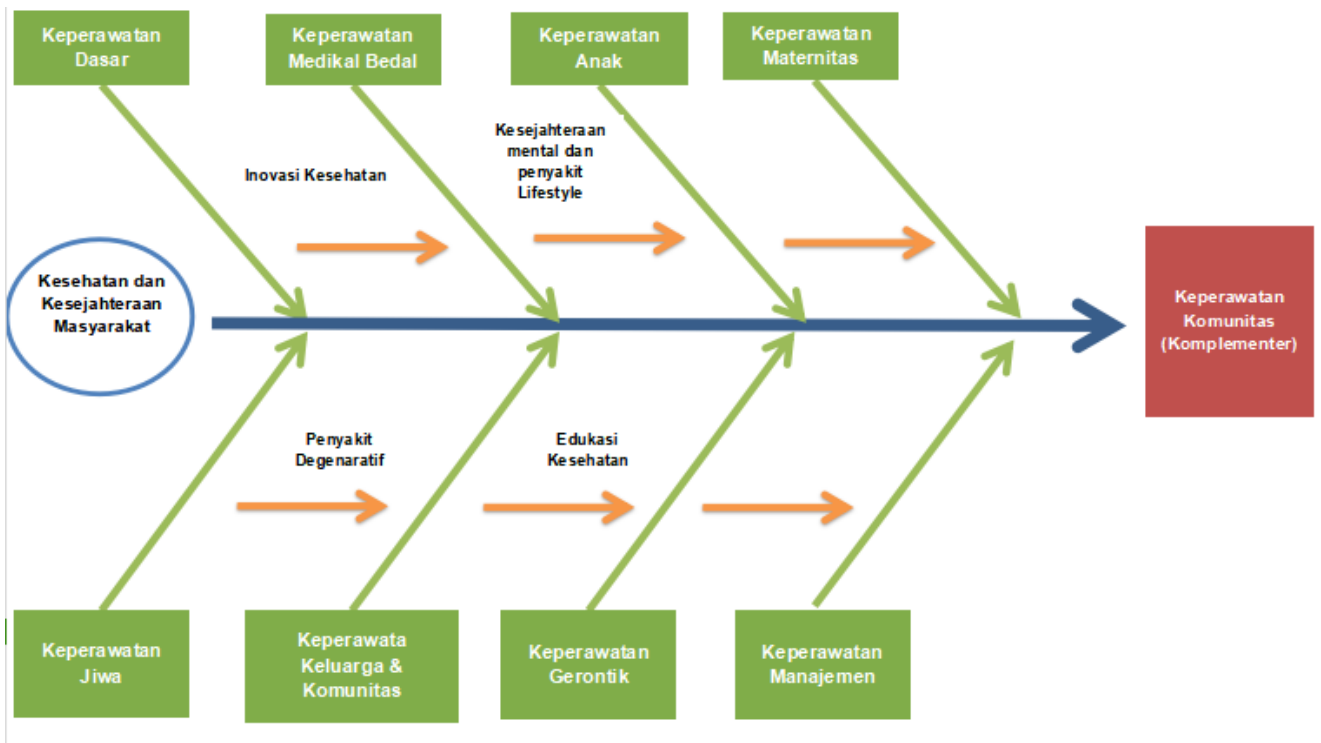 Keperawatan
Dasar
Keperawatan
Medikal Bedal
Keperawatan
Anak
Keperawatan
Maternitas
Inovasi Kesehatan
Kesejahteraan
mental dan
penyakit
Lifestyle
Kesehatan dan
Kesejahteraan
Masyarakat
Keperawatan
Komunitas
(Komplementer)
Penyakit
Degenaratif
Edukasi
Kesehatan
Keperawatan
Jiwa
Keperawata
Keluarga &
Komunitas
Keperawatan
Gerontik
Keperawatan
Manajemen